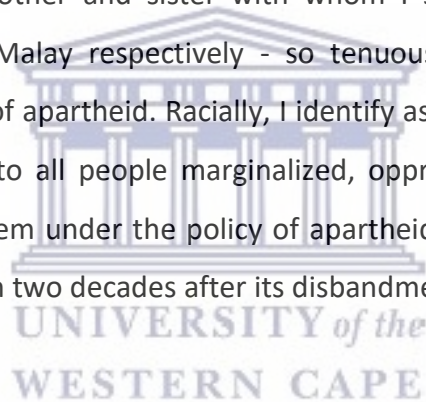 other and sister with whom I s
Malay respectively - so tenuous
of apartheid. Racially, I identify as
to all people marginalized, oppr
em under the policy of apartheid
n two decades after its disbandme
UNIVERSITY of the
WESTERN CAPE